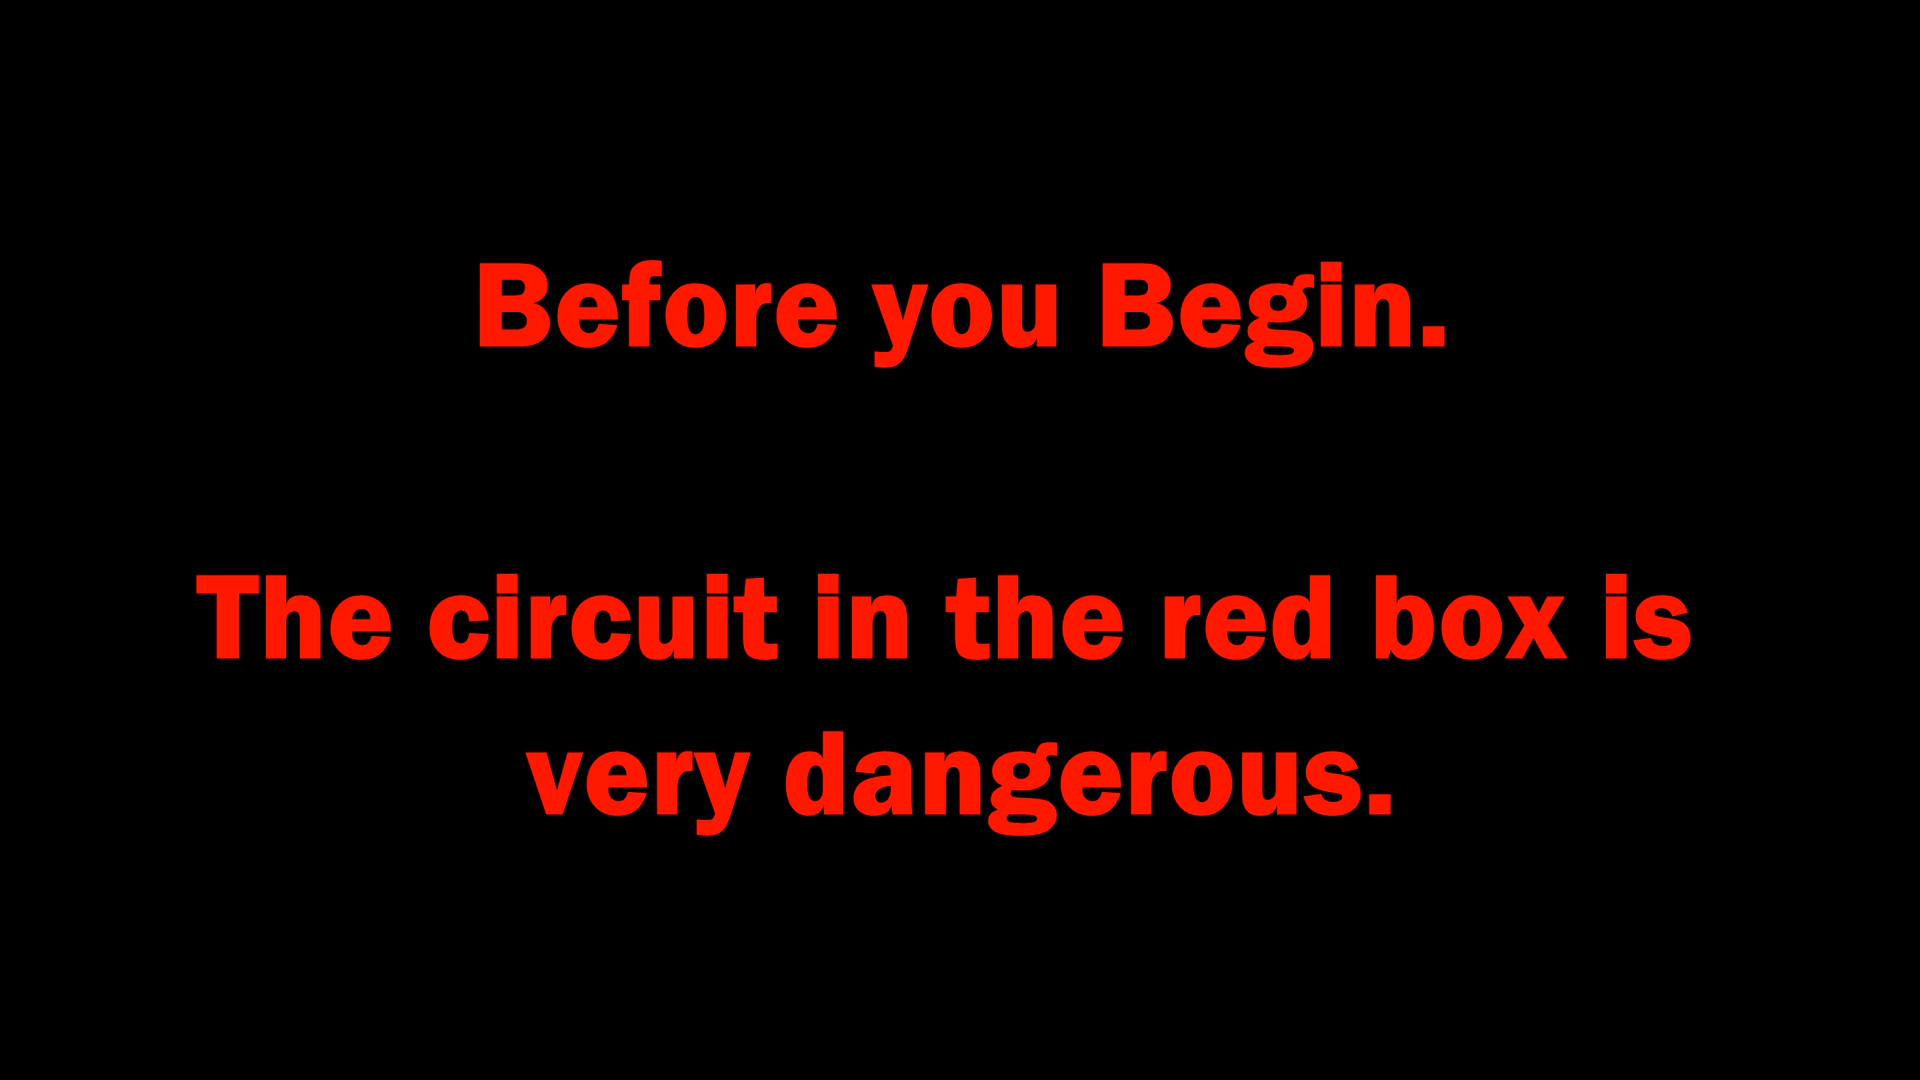 Before you Begin.
The circuit in the red box is
very dangerous.